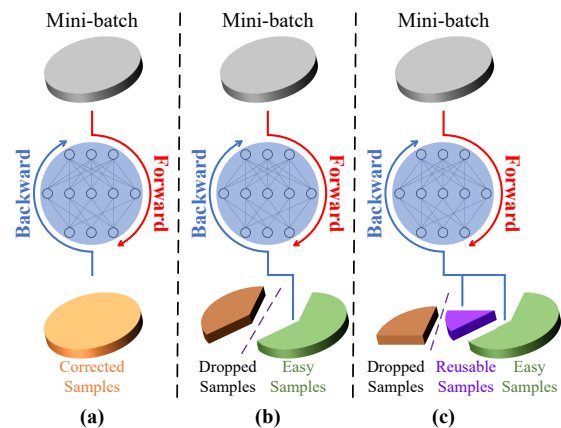 Mini-batch
Backward
Forward
Corrected
Samples
(a)
Mini-batch
Backward
Forward
Dropped
Samples
Easy
Samples
(b)
Mini-batch
Backward
Forward
Dropped
Samples
Reusable
Samples
Easy
Samples
(c)